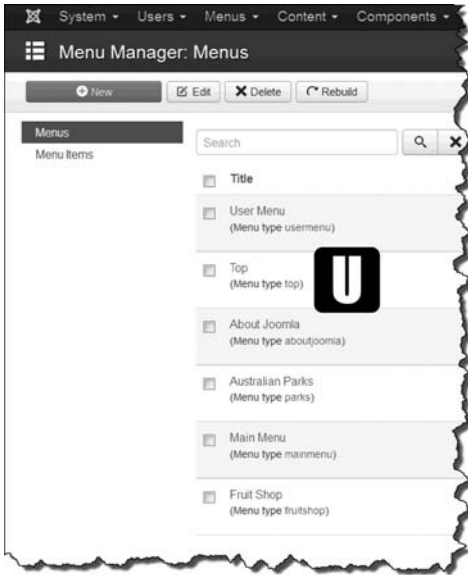 System Users Menus Content Components
Menu Manager: Menus
New Edit Delete Rebuild
Menus
Menu Items
Search
Title
User Menu
(Menu type usermenu)
Top
(Menu type top)
U
About Joomla
(Menu type aboutjoomla)
Australian Parks
(Menu type parks)
Main Menu
(Menu type mainmenu)
Fruit Shop
(Menu type fruitshop)